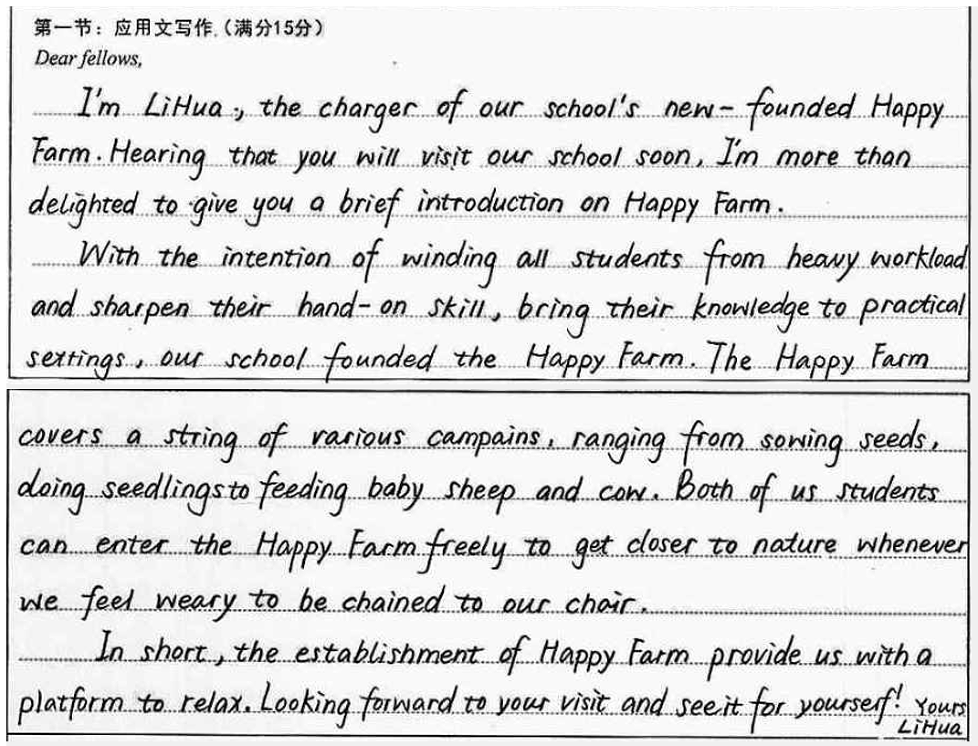 第一节：应用文写作.（满分15分）
Dear fellows,
I'm LiHua, the charger of our school's new-founded Happy
Farm. Hearing that you will visit our school soon, I'm more than
delighted to give you a brief introduction on Happy Farm.
With the intention of winding all students from heavy workload
and sharpen their hand-on skill, bring their knowledge to practical
settings, our school founded the Happy Farm. The Happy Farm
covers a string of various campains, ranging from sowing seeds,
doing seedlings to feeding baby sheep and cow. Both of us students
can enter the Happy Farm freely to get closer to nature whenever
we feel weary to be chained to our chair.
In short, the establishment of Happy Farm provide us with a
platform to relax. Looking forward to your visit and see it for yourself! Yours
LiHua